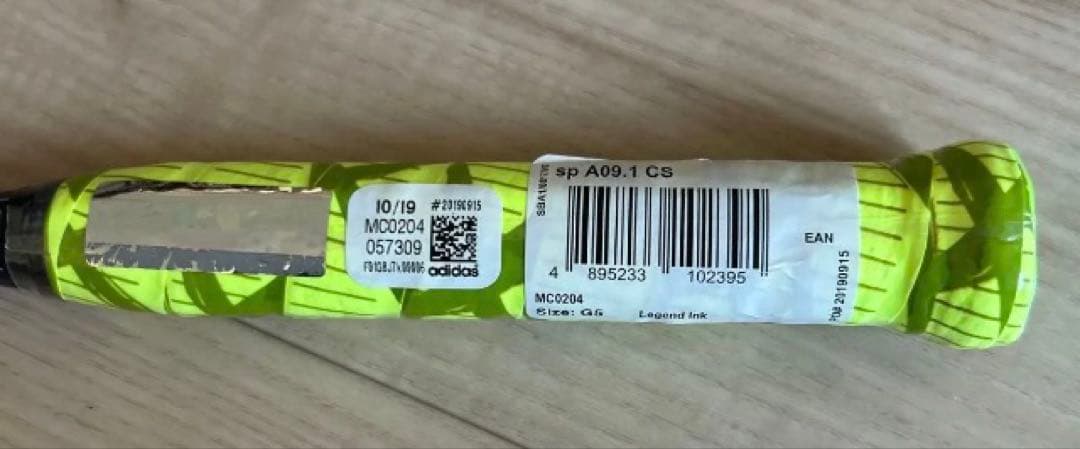 10/19 #20190915
MC0204
057309
adidas
sp A09.1 CS
4 895233 102395
EAN
MC0204
Size: G5 Legend Ink
PO# 20190915